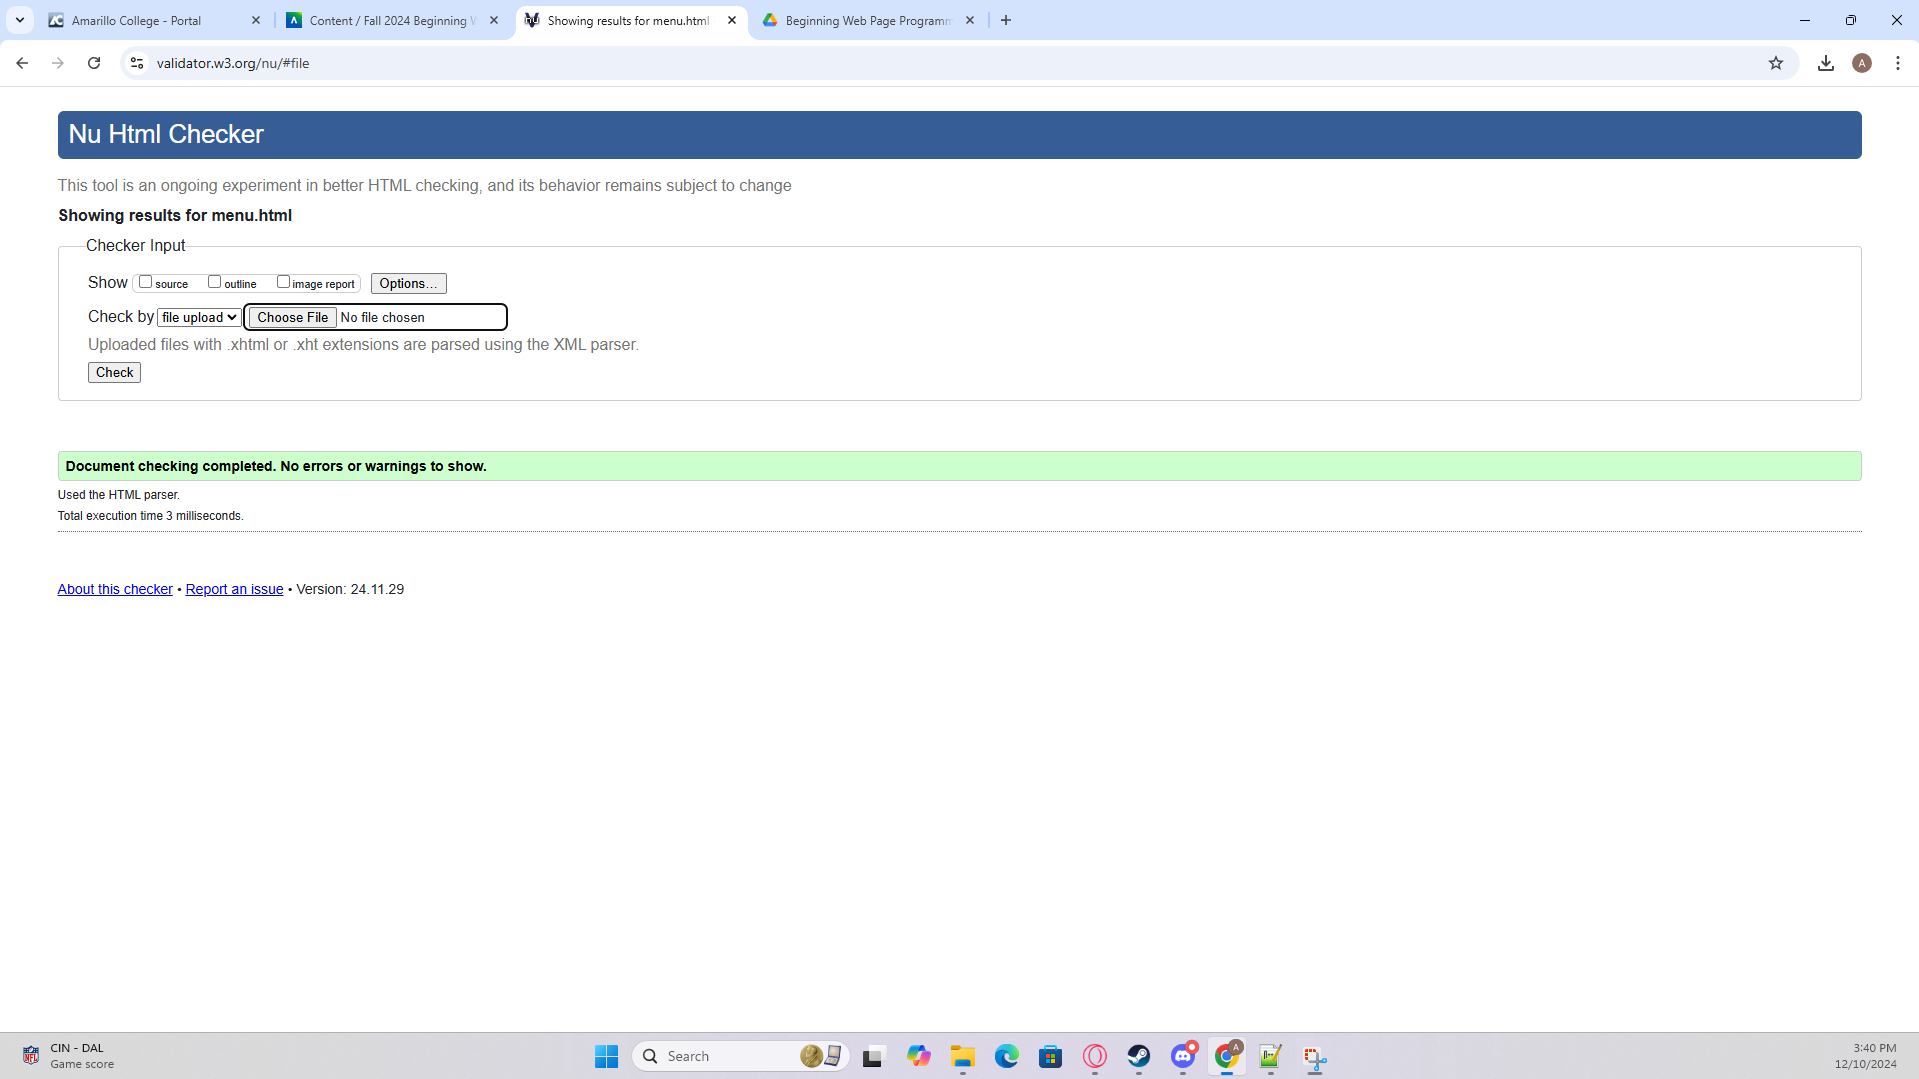 Amarillo College - Portal
Content / Fall 2024 Beginning W
Showing results for menu.html
Beginning Web Page Programm
validator.w3.org/nu/#file
A
Nu Html Checker
This tool is an ongoing experiment in better HTML checking, and its behavior remains subject to change
Showing results for menu.html
Checker Input
Show source outline image report Options...
Check by file upload Choose File No file chosen
Uploaded files with .xhtml or .xht extensions are parsed using the XML parser.
Check
Document checking completed. No errors or warnings to show.
Used the HTML parser.
Total execution time 3 milliseconds.
About this checker • Report an issue • Version: 24.11.29
CIN - DAL
Game score
Search
3:40 PM
12/10/2024